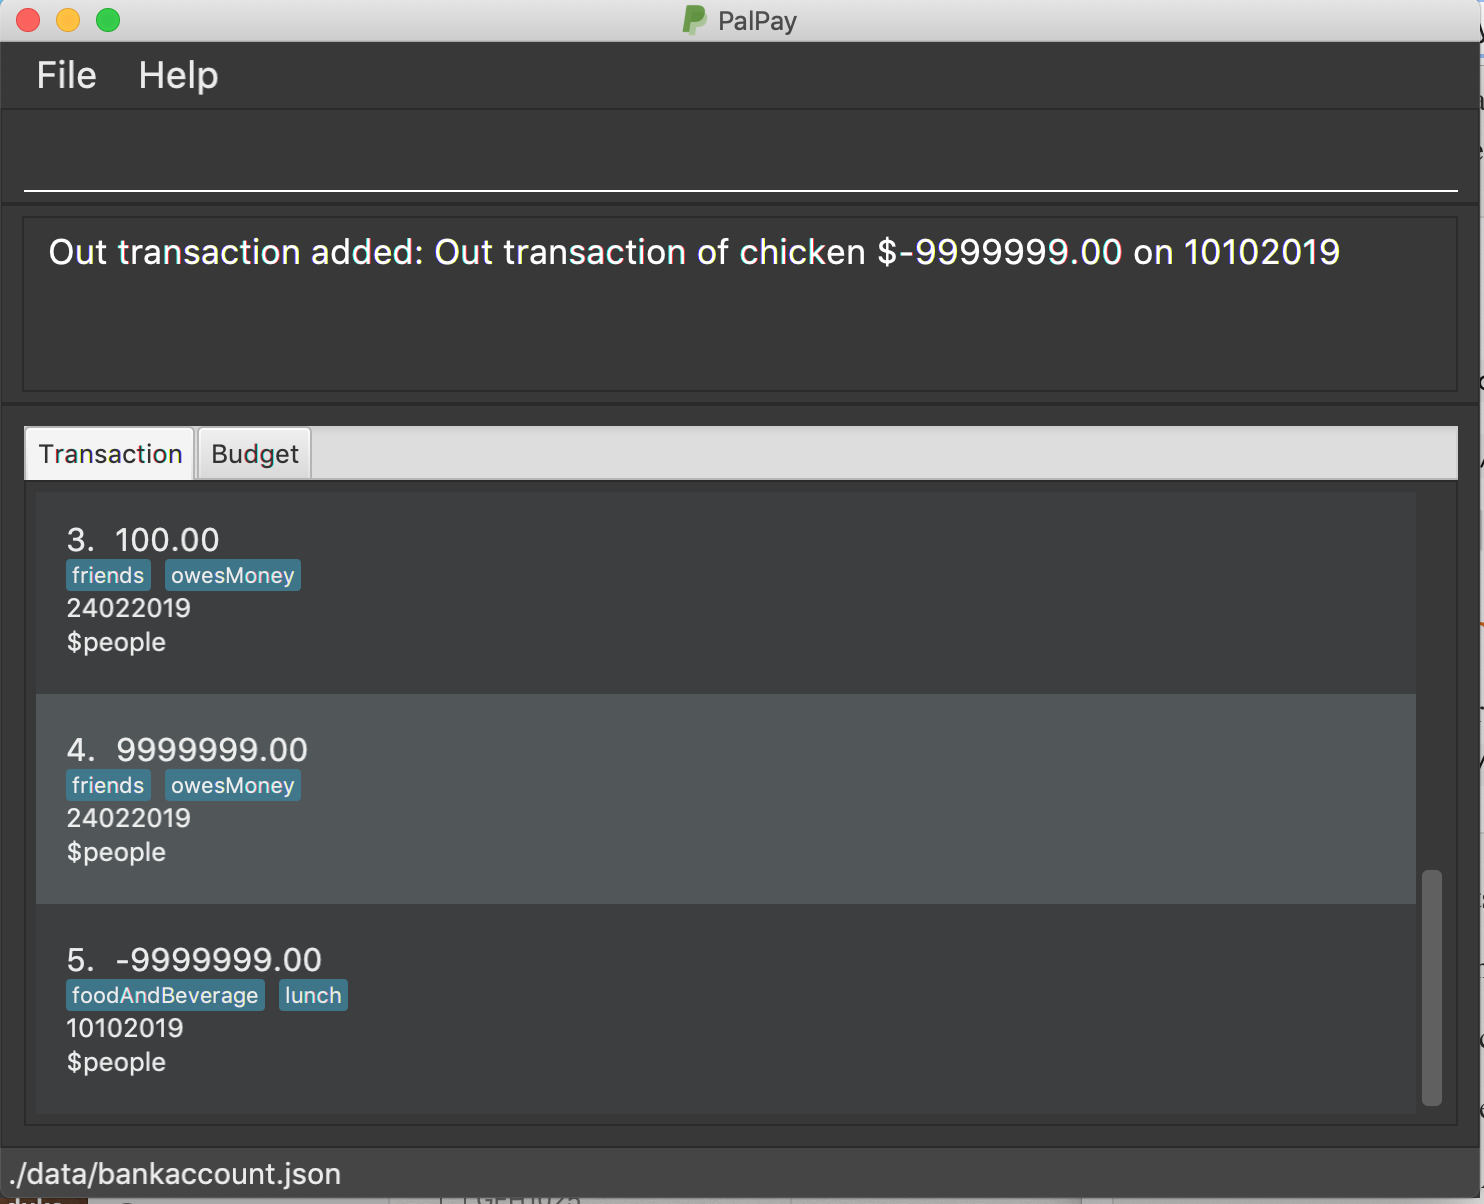 PalPay
File Help
Out transaction added: Out transaction of chicken $-9999999.00 on 10102019
Transaction Budget
3. 100.00
friends owesMoney
24022019
$people
4. 9999999.00
friends owesMoney
24022019
$people
5. -9999999.00
foodAndBeverage lunch
10102019
$people
./data/bankaccount.json